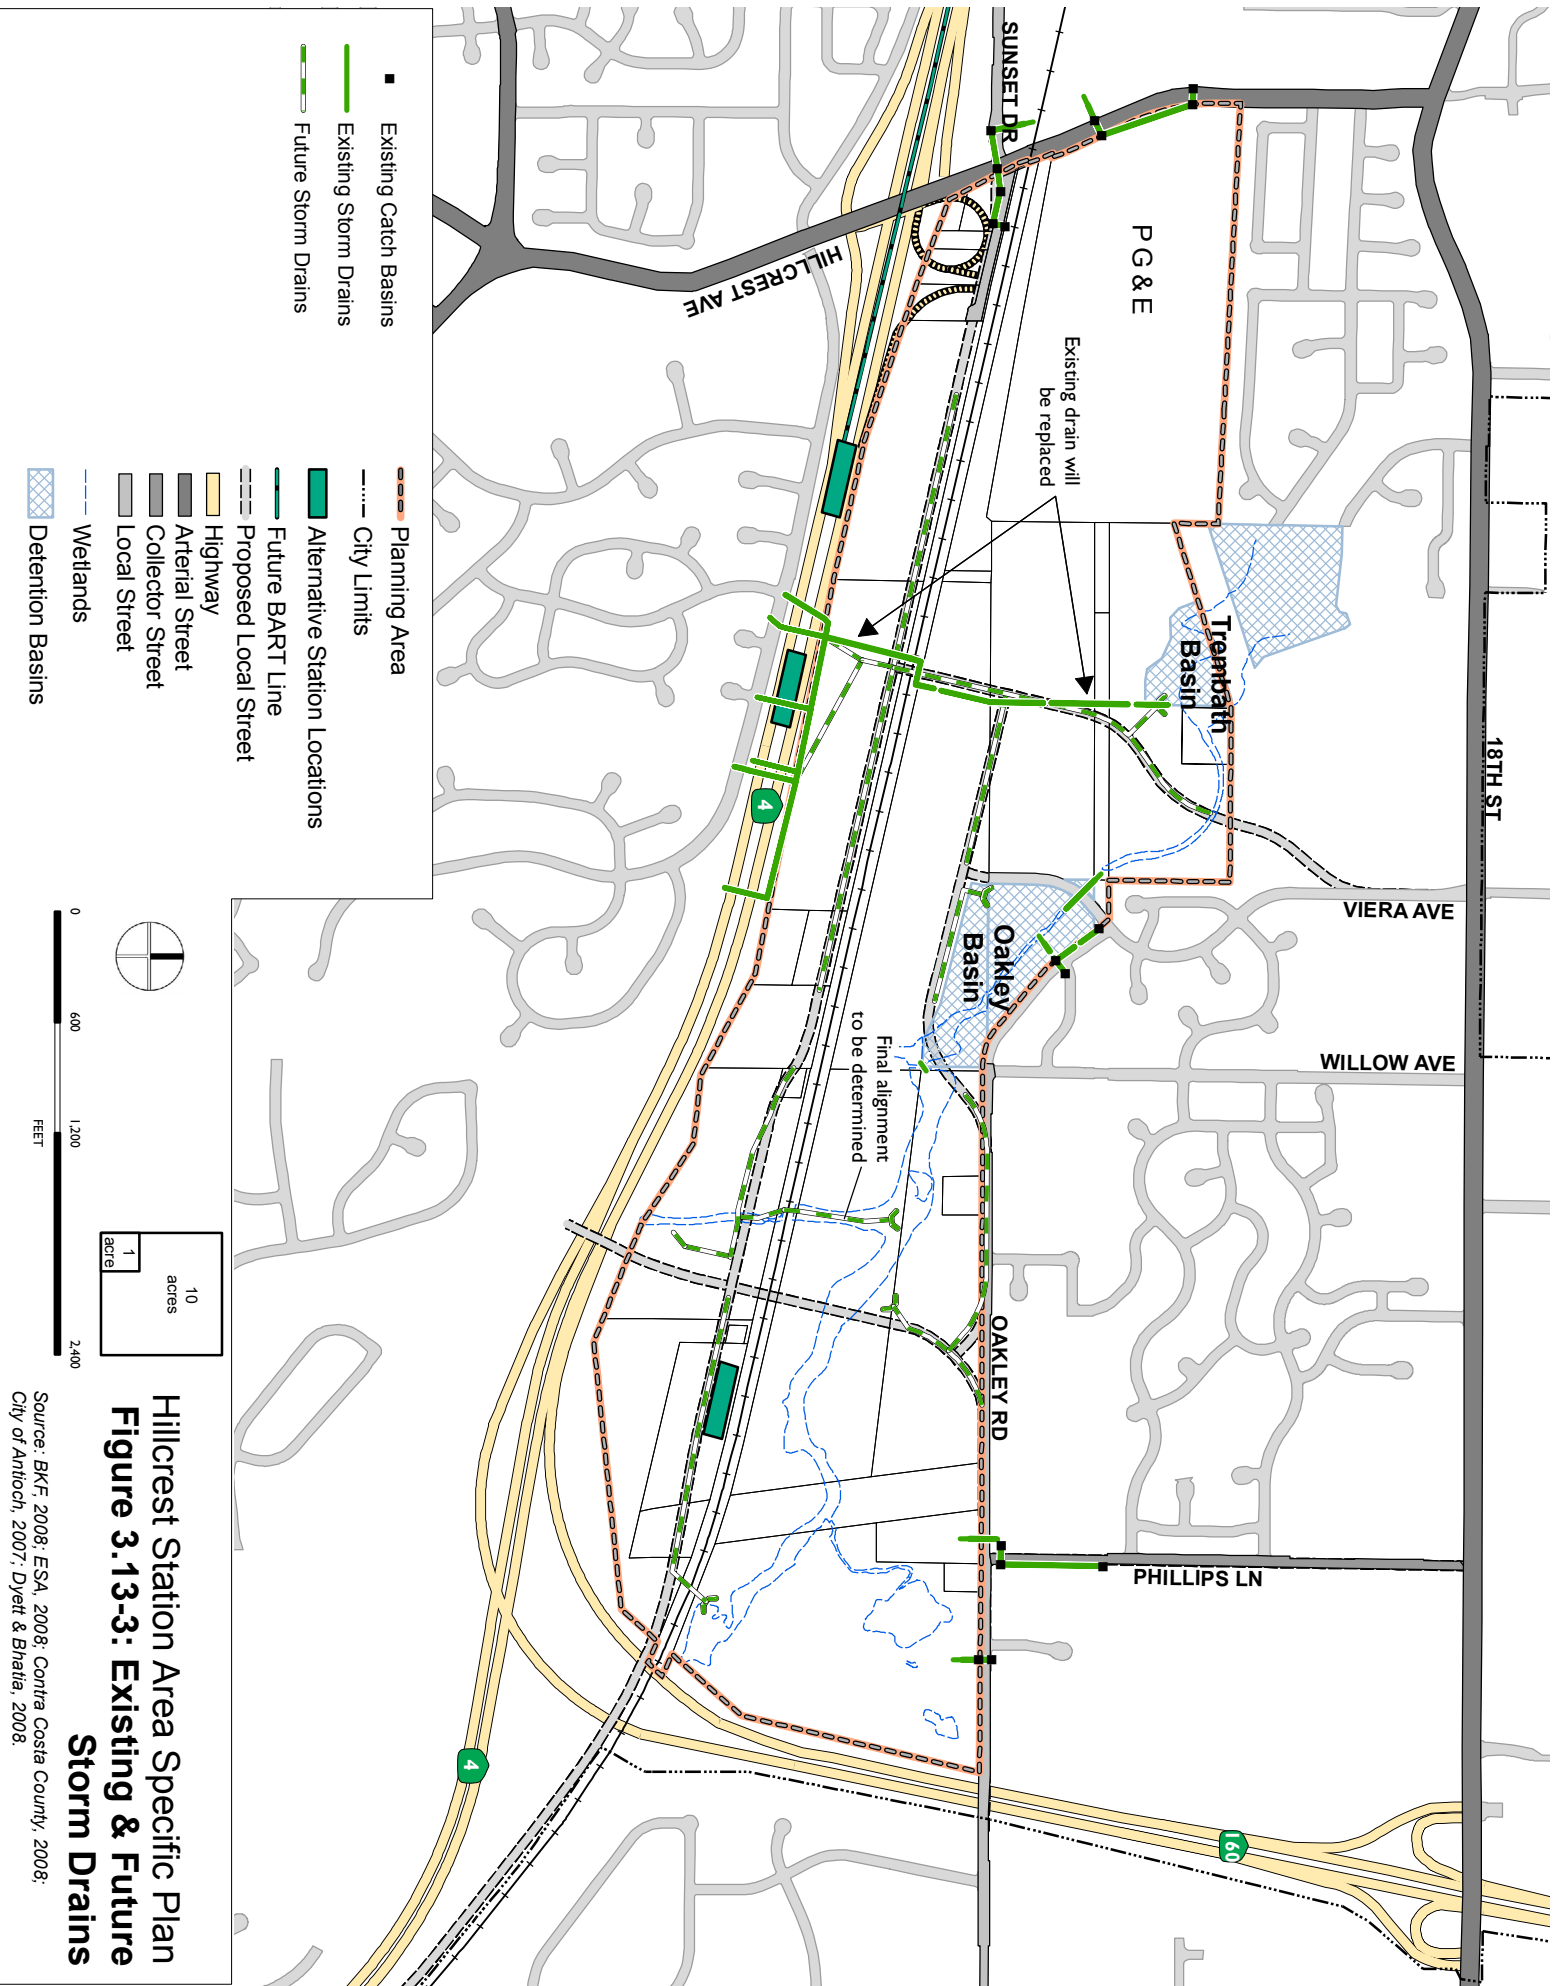 18TH ST
VIERA AVE
WILLOW AVE
PHILLIPS LN
OAKLEY RD
SUNSET DR
HILLCREST AVE
PG&E
Existing drain will
be replaced
Trembath
Basin
Oakley
Basin
Final alignment
to be determined
4
4
160
Existing Catch Basins
Existing Storm Drains
Future Storm Drains
Planning Area
City Limits
Alternative Station Locations
Future BART Line
Proposed Local Street
Highway
Arterial Street
Collector Street
Local Street
Wetlands
Detention Basins
0
600
1,200
2,400
FEET
10
acres
1
acre
Hillcrest Station Area Specific Plan
Figure 3.13-3: Existing & Future
Storm Drains
Source: BKF, 2008; ESA, 2008; Contra Costa County, 2008;
City of Antioch, 2007; Dyett & Bhatia, 2008.